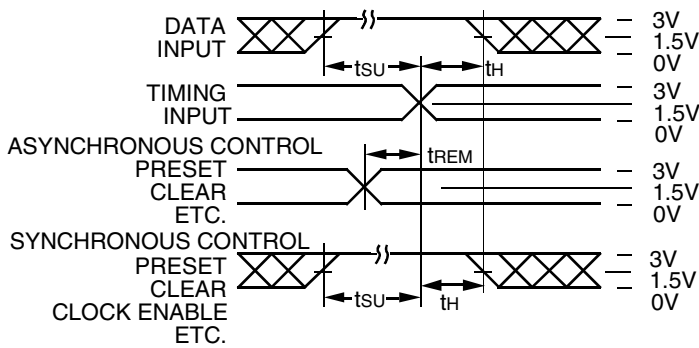 DATA
INPUT
3V
1.5V
0V
tSU
tH
TIMING
INPUT
3V
1.5V
0V
ASYNCHRONOUS CONTROL
PRESET
CLEAR
ETC.
tREM
3V
1.5V
0V
SYNCHRONOUS CONTROL
PRESET
CLEAR
CLOCK ENABLE
ETC.
tSU
tH
3V
1.5V
0V